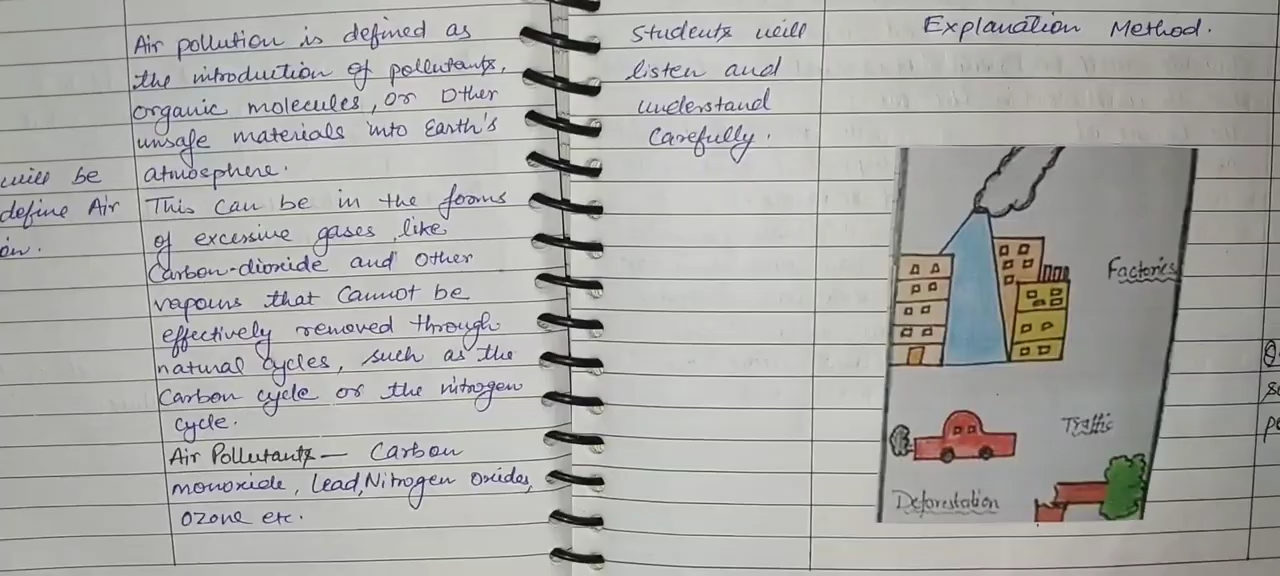 will be
define Air
on.
Air pollution is defined as
the introduction of pollutants,
organic molecules, or Other
unsafe materials into Earth's
atmosphere.
This can be in the forms
of excessive gases like
Carbon-dioxide and other
vapours that cannot be
effectively removed through
natural cycles, such as the
Carbon cycle or the nitrogen
cycle.
Air Pollutants — Carbon
monoxide, Lead, Nitrogen Oxides,
Ozone etc.
Students will
listen and
understand
Carefully.
Explanation Method.
Factories
Traffic
Deforestation